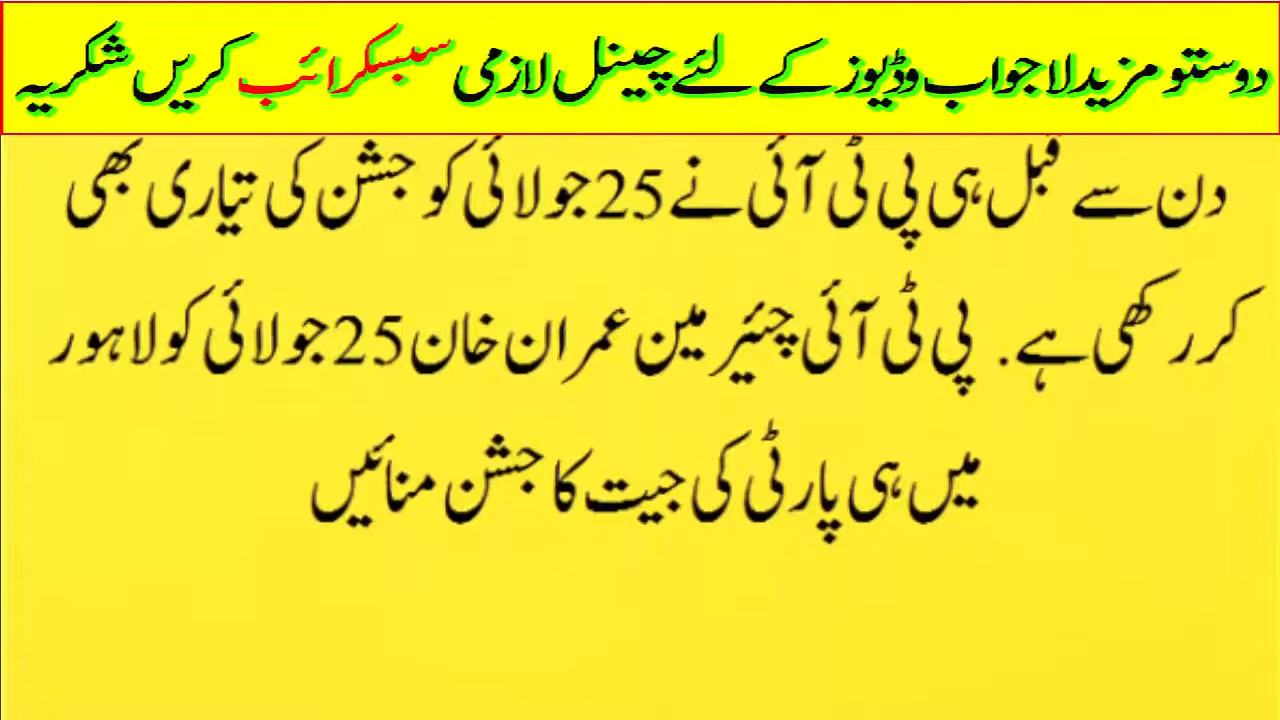 دوستو مزید لاجواب وڈیوز کے لئے چینل لازمی سبسکرائب کریں شکریہ
دن سے قبل ہی پی ٹی آئی نے 25 جولائی کو جشن کی تیاری بھی
کر رکھی ہے. پی ٹی آئی چئیر مین عمران خان 25 جولائی کو لاہور
میں ہی پارٹی کی جیت کا جشن منائیں